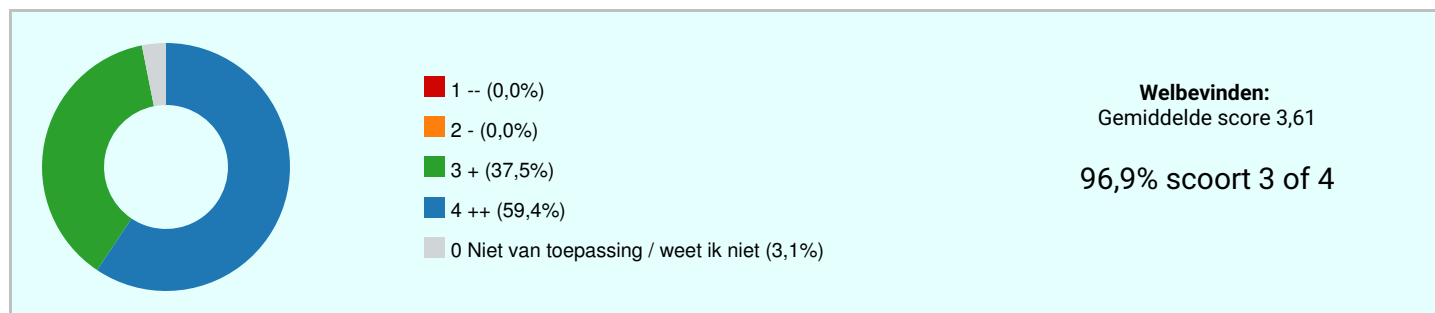 1 -- (0,0%)
2 - (0,0%)
3 + (37,5%)
4 ++ (59,4%)
0 Niet van toepassing / weet ik niet (3,1%)
Welbevinden:
Gemiddelde score 3,61
96,9% scoort 3 of 4